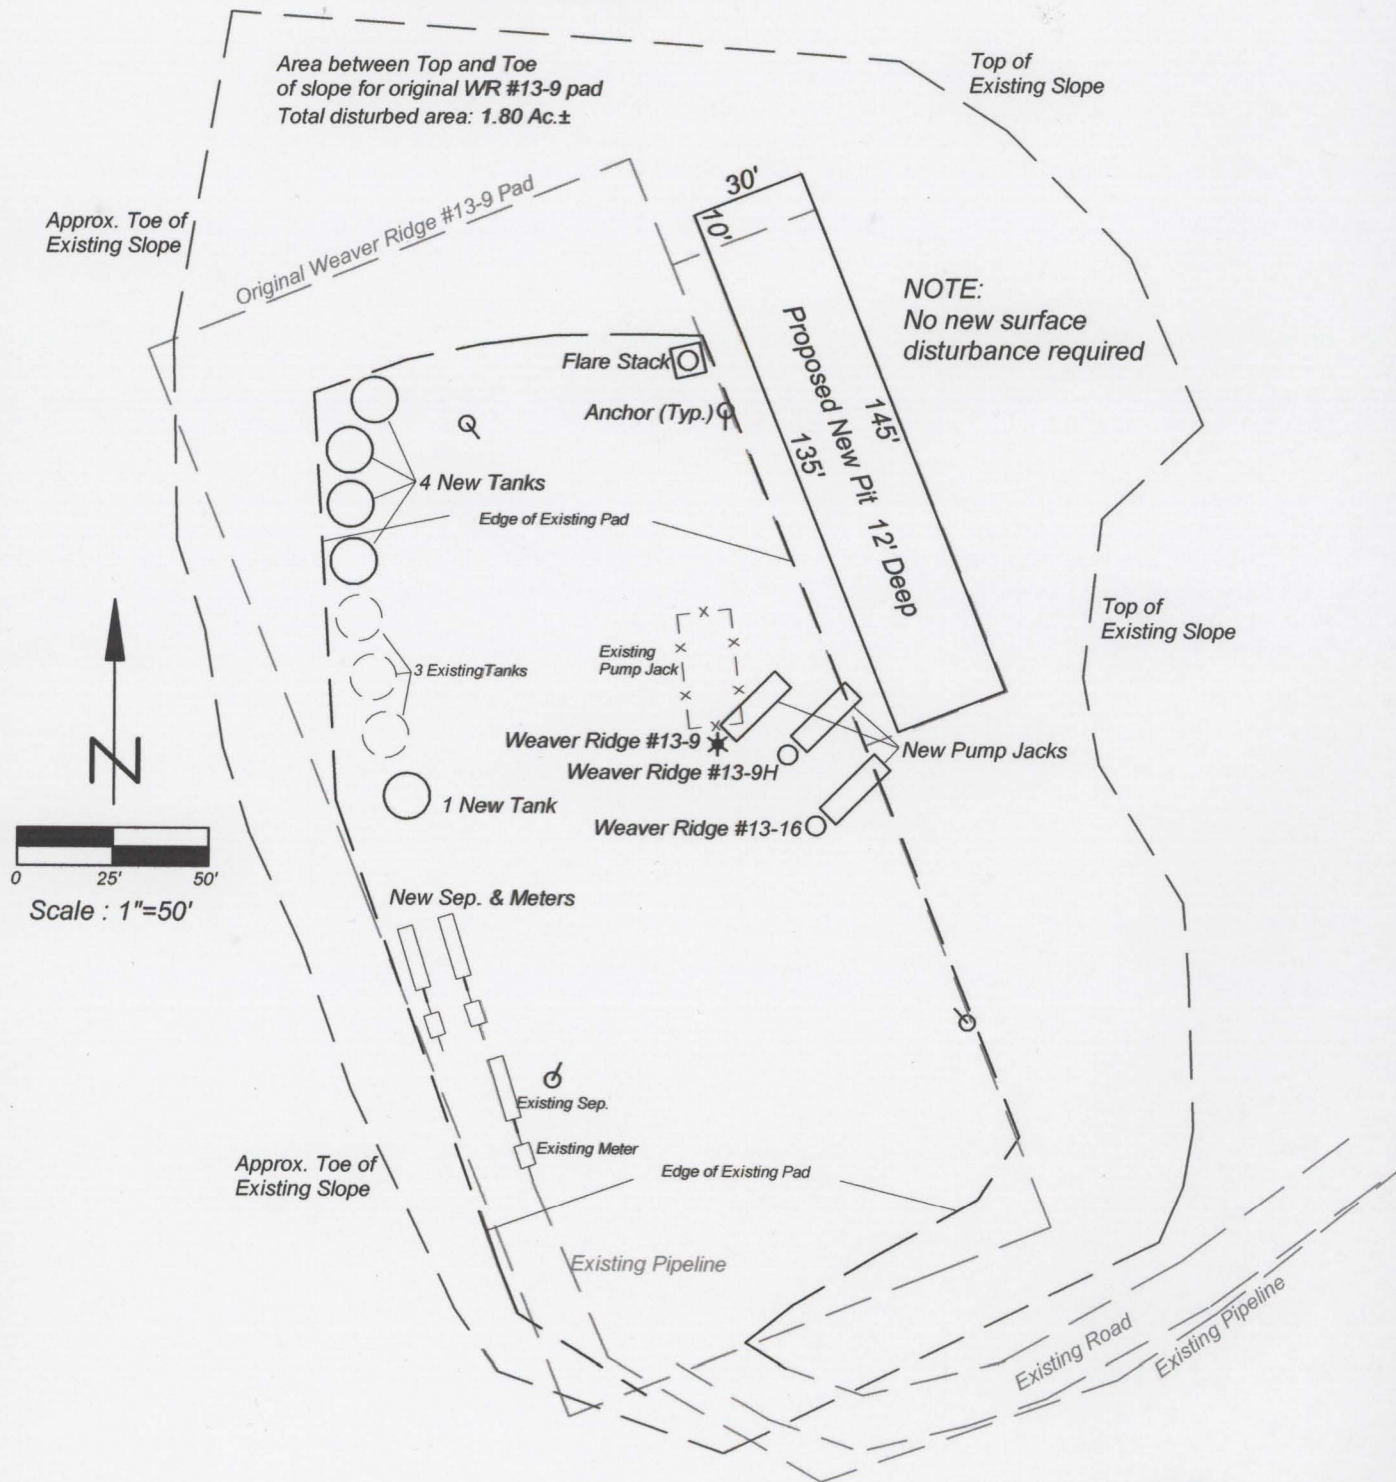 Area between Top and Toe
of slope for original WR #13-9 pad
Total disturbed area: 1.80 Ac.±
Top of
Existing Slope
Approx. Toe of
Existing Slope
Original Weaver Ridge #13-9 Pad
30'
10'
NOTE:
No new surface
disturbance required
Flare Stack
Anchor (Typ.)
Proposed New Pit 12' Deep
145'
135'
4 New Tanks
Edge of Existing Pad
Top of
Existing Slope
Existing
Pump Jack
3 ExistingTanks
Weaver Ridge #13-9
New Pump Jacks
Weaver Ridge #13-9H
1 New Tank
Weaver Ridge #13-16
N
0 25' 50'
Scale : 1"=50'
New Sep. & Meters
Existing Sep.
Existing Meter
Approx. Toe of
Existing Slope
Edge of Existing Pad
Existing Pipeline
Existing Road
Existing Pipeline